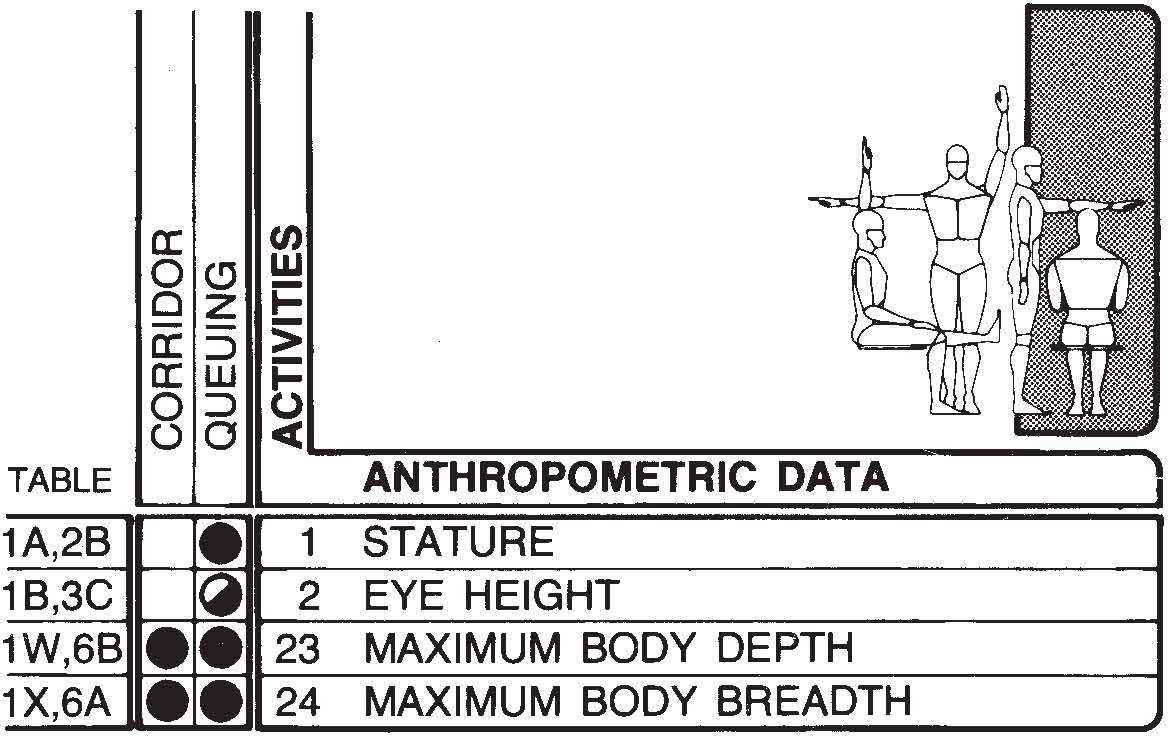 CORRIDOR
QUEUING
ACTIVITIES
TABLE ANTHROPOMETRIC DATA
1A,2B 1 STATURE
1B,3C 2 EYE HEIGHT
1W,6B 23 MAXIMUM BODY DEPTH
1X,6A 24 MAXIMUM BODY BREADTH